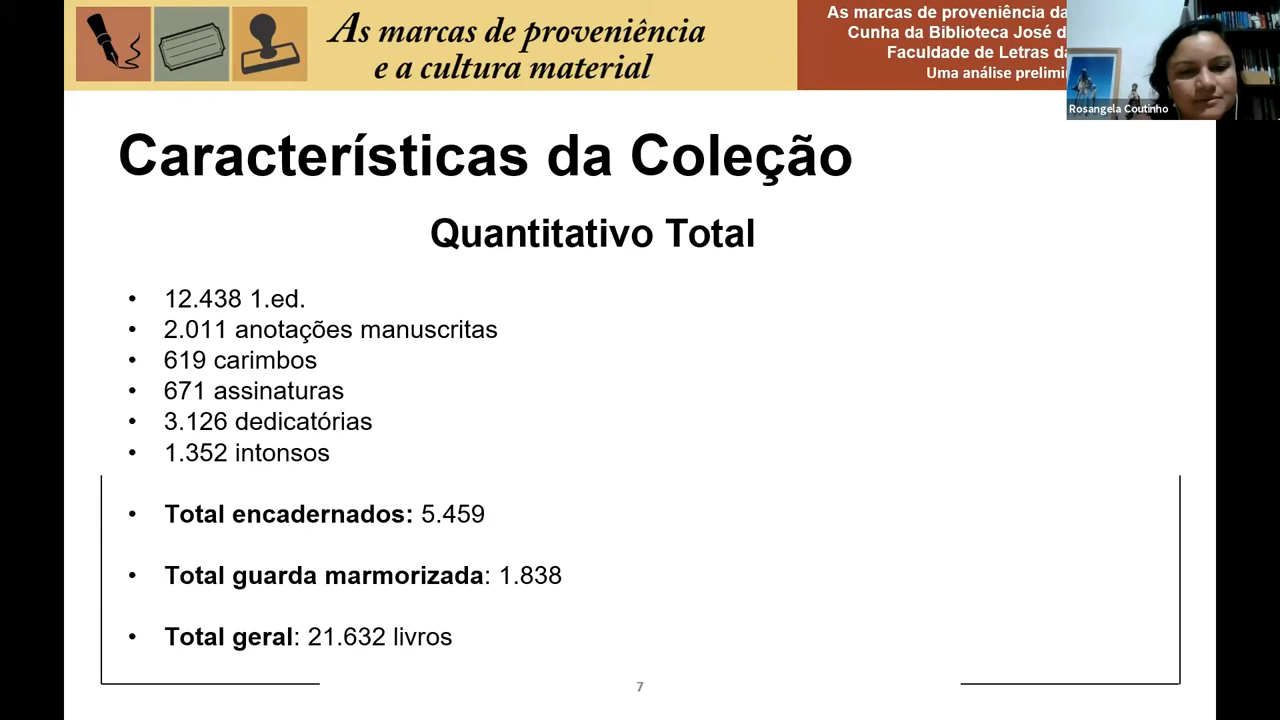 As marcas de proveniência
e a cultura material
As marcas de proveniência da
Cunha da Biblioteca José
Faculdade de Letras
Uma análise
Rosangela Coutinho
Características da Coleção
Quantitativo Total
• 12.438 1.ed.
• 2.011 anotações manuscritas
• 619 carimbos
• 671 assinaturas
• 3.126 dedicatórias
• 1.352 intonsos
• Total encadernados: 5.459
• Total guarda marmorizada: 1.838
• Total geral: 21.632 livros
7